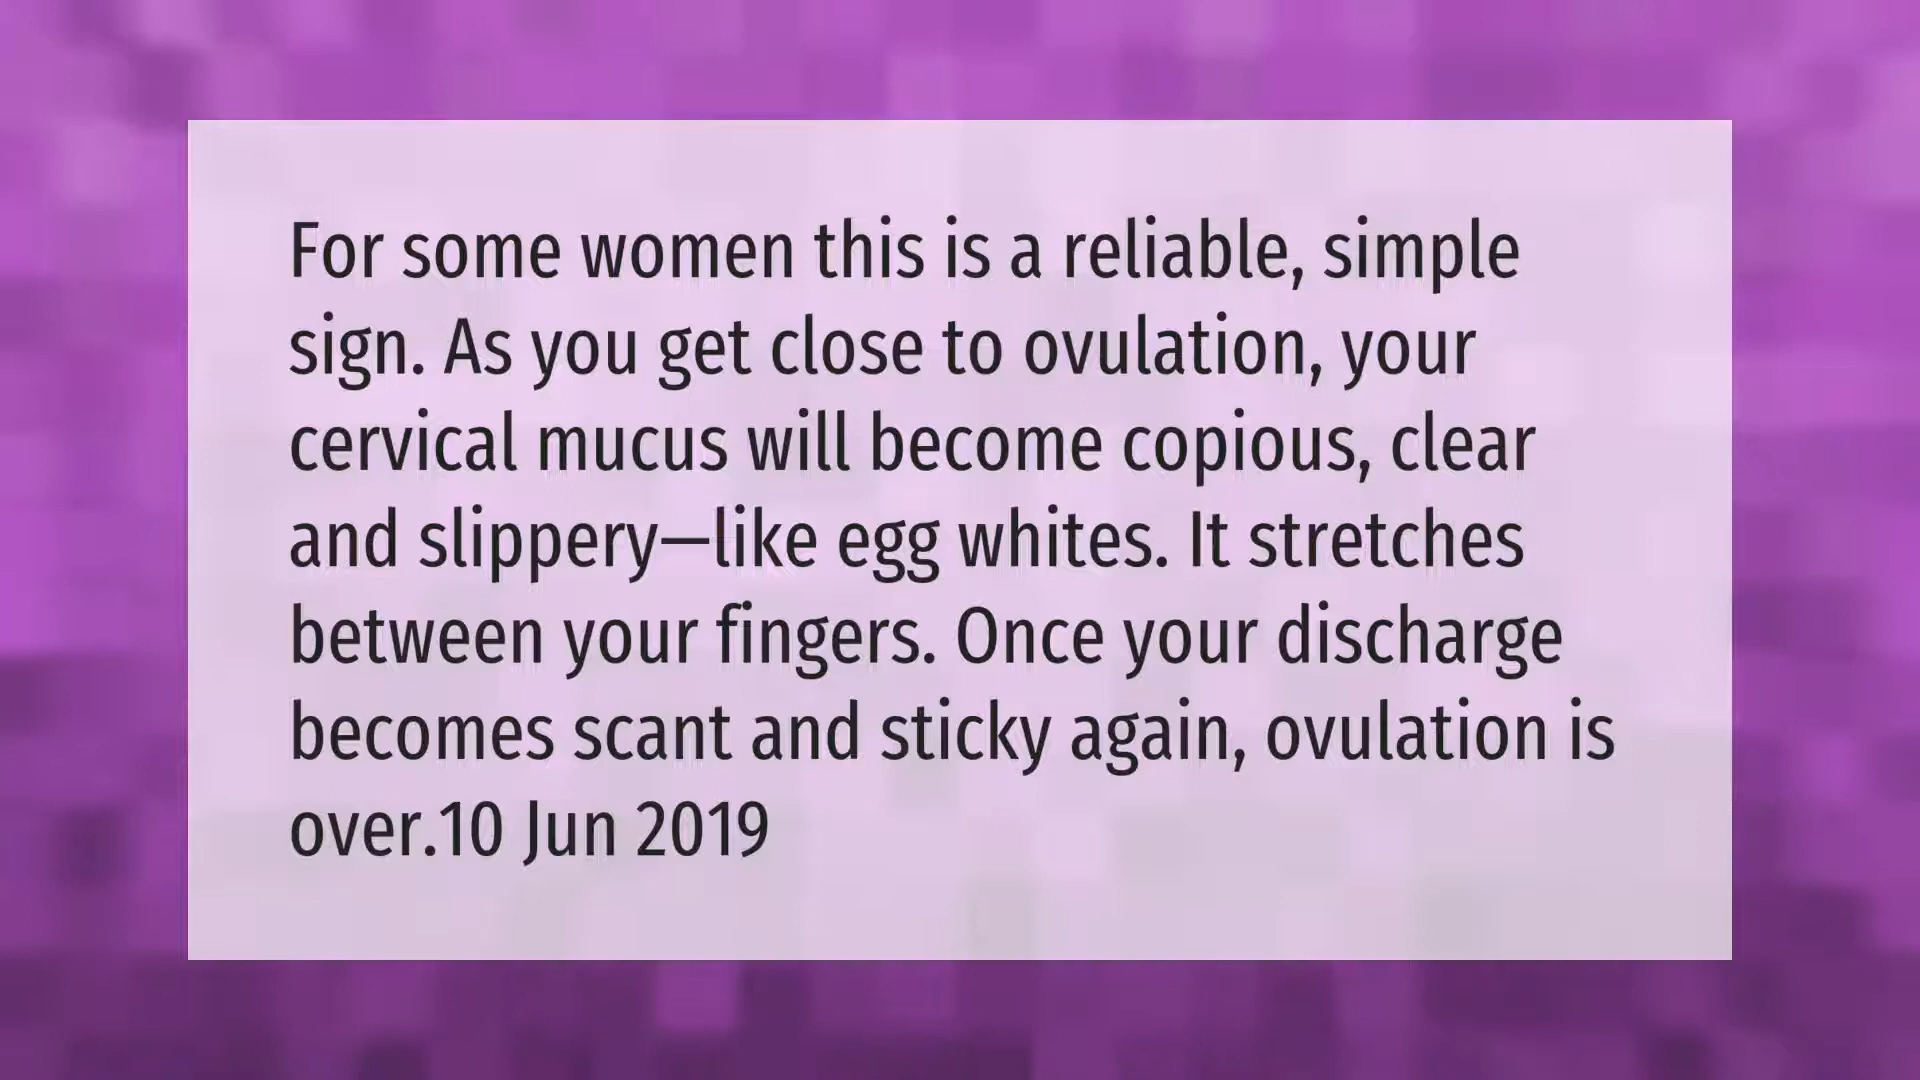 For some women this is a reliable, simple
sign. As you get close to ovulation, your
cervical mucus will become copious, clear
and slippery—like egg whites. It stretches
between your fingers. Once your discharge
becomes scant and sticky again, ovulation is
over.10 Jun 2019